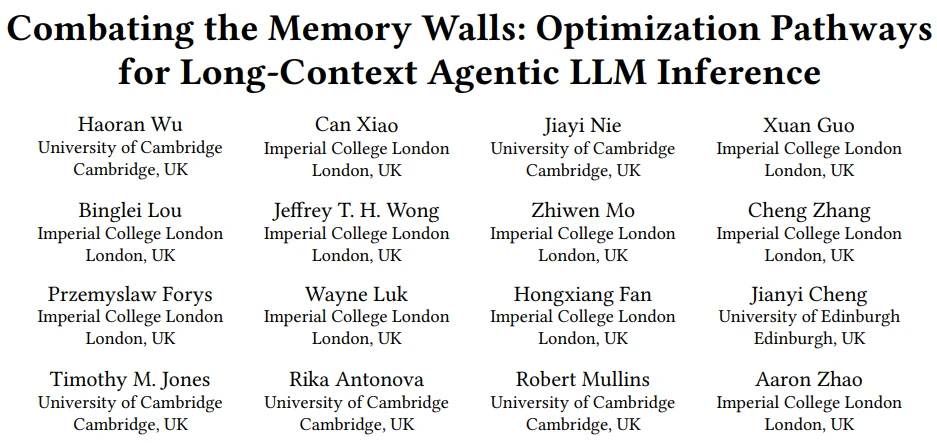 Combating the Memory Walls: Optimization Pathways
for Long-Context Agentic LLM Inference
Haoran Wu
University of Cambridge
Cambridge, UK
Can Xiao
Imperial College London
London, UK
Jiayi Nie
University of Cambridge
Cambridge, UK
Xuan Guo
Imperial College London
London, UK
Binglei Lou
Imperial College London
London, UK
Jeffrey T. H. Wong
Imperial College London
London, UK
Zhiwen Mo
Imperial College London
London, UK
Cheng Zhang
Imperial College London
London, UK
Przemyslaw Forys
Imperial College London
London, UK
Wayne Luk
Imperial College London
London, UK
Hongxiang Fan
Imperial College London
London, UK
Jianyi Cheng
University of Edinburgh
Edinburgh, UK
Timothy M. Jones
University of Cambridge
Cambridge, UK
Rika Antonova
University of Cambridge
Cambridge, UK
Robert Mullins
University of Cambridge
Cambridge, UK
Aaron Zhao
Imperial College London
London, UK